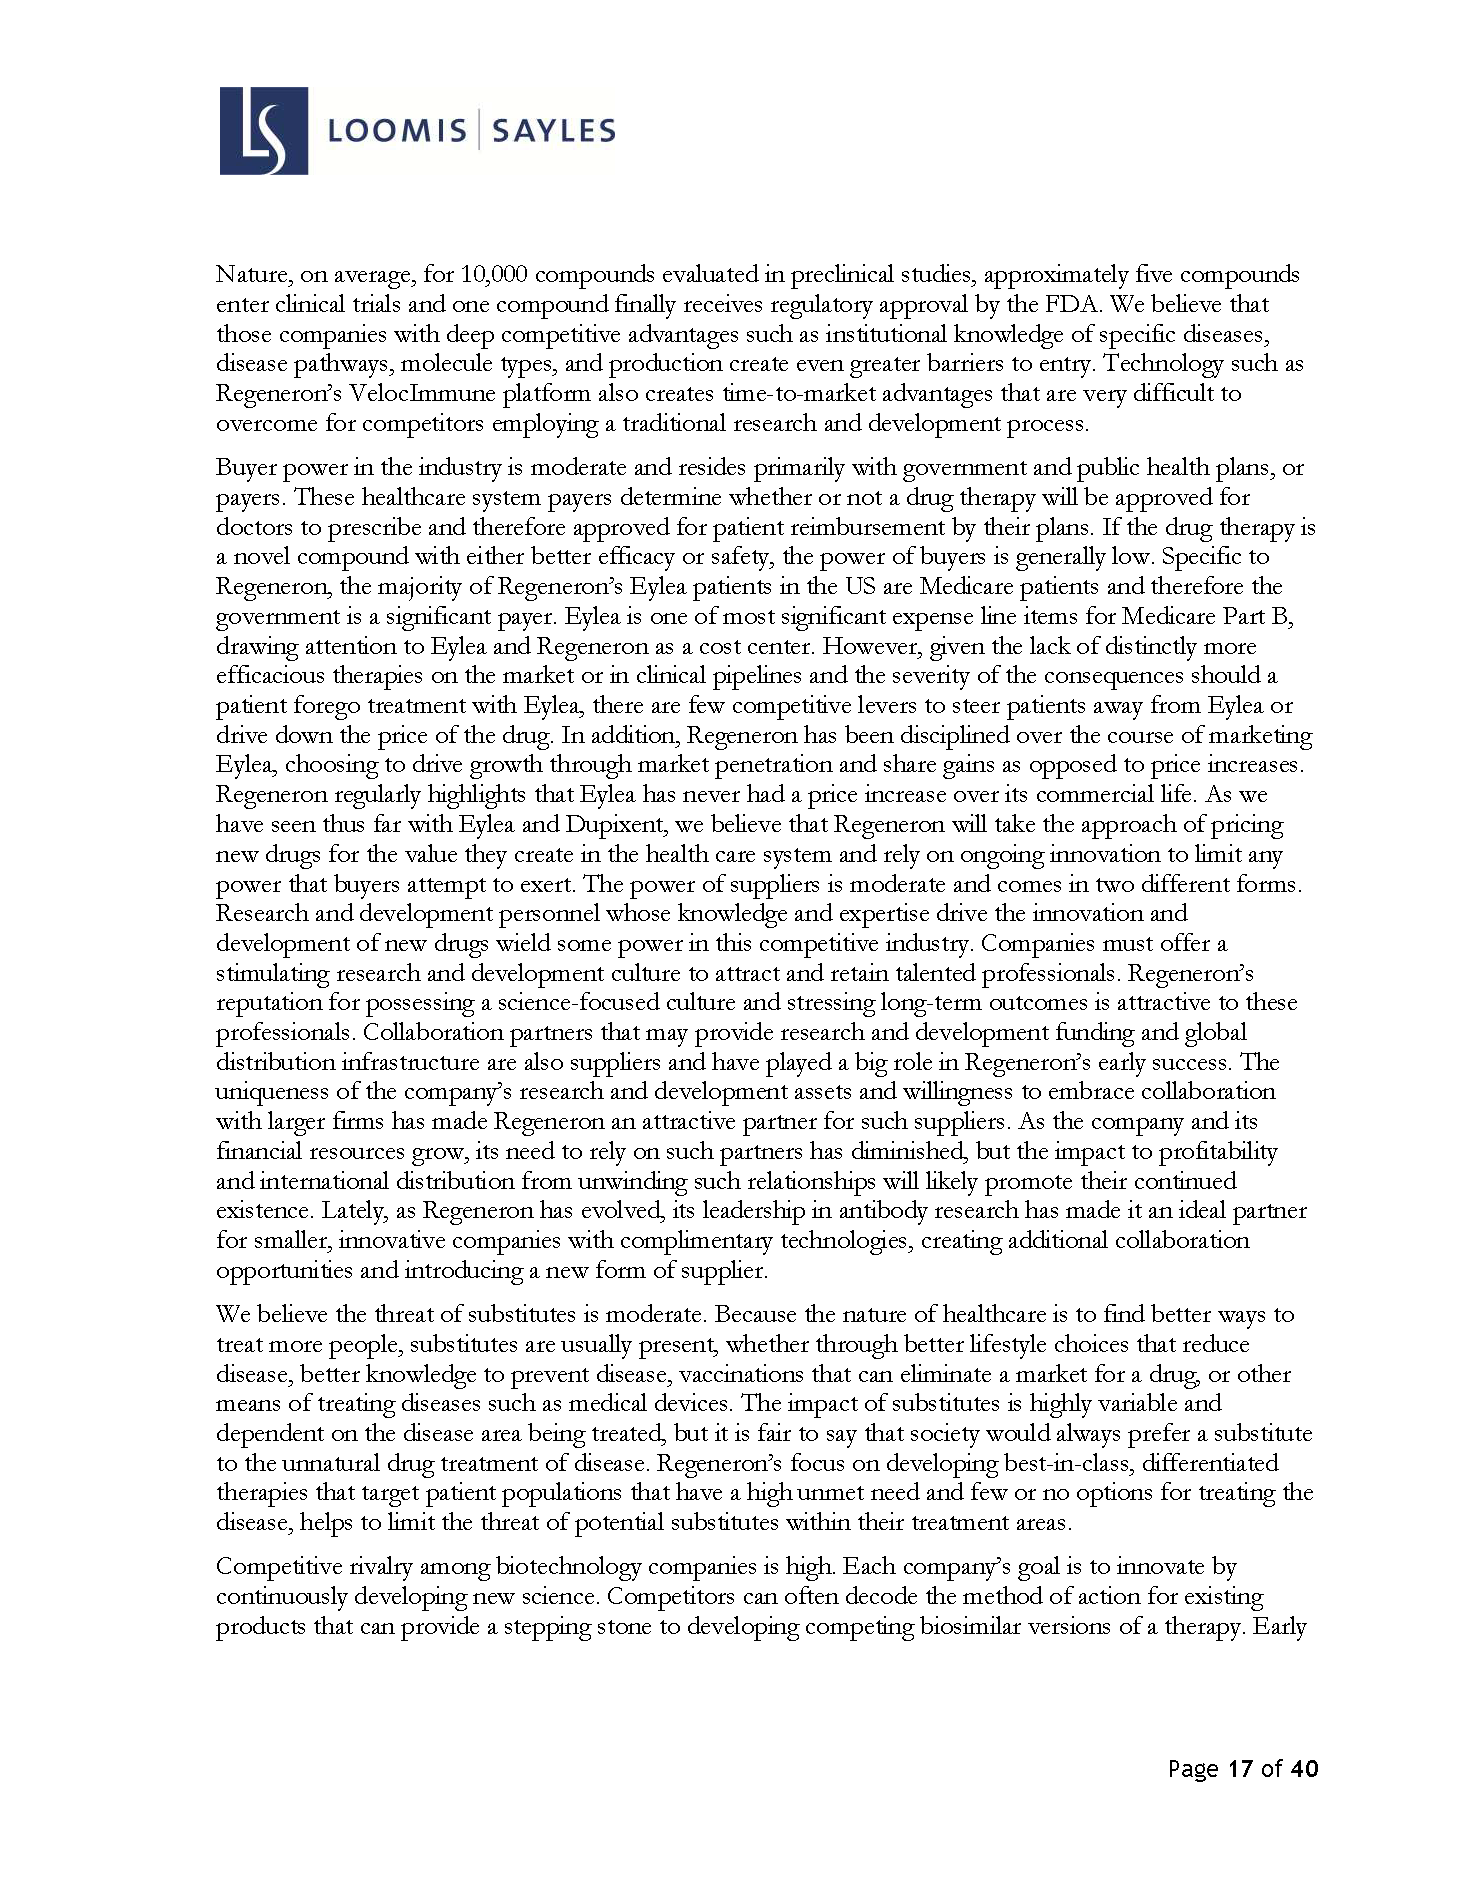 LS LOOMIS | SAYLES
Nature, on average, for 10,000 compounds evaluated in preclinical studies, approximately five compounds
enter clinical trials and one compound finally receives regulatory approval by the FDA. We believe that
those companies with deep competitive advantages such as institutional knowledge of specific diseases,
disease pathways, molecule types, and production create even greater barriers to entry. Technology such as
Regeneron’s VelocImmune platform also creates time-to-market advantages that are very difficult to
overcome for competitors employing a traditional research and development process.
Buyer power in the industry is moderate and resides primarily with government and public health plans, or
payers. These healthcare system payers determine whether or not a drug therapy will be approved for
doctors to prescribe and therefore approved for patient reimbursement by their plans. If the drug therapy is
a novel compound with either better efficacy or safety, the power of buyers is generally low. Specific to
Regeneron, the majority of Regeneron’s Eylea patients in the US are Medicare patients and therefore the
government is a significant payer. Eylea is one of most significant expense line items for Medicare Part B,
drawing attention to Eylea and Regeneron as a cost center. However, given the lack of distinctly more
efficacious therapies on the market or in clinical pipelines and the severity of the consequences should a
patient forego treatment with Eylea, there are few competitive levers to steer patients away from Eylea or
drive down the price of the drug. In addition, Regeneron has been disciplined over the course of marketing
Eylea, choosing to drive growth through market penetration and share gains as opposed to price increases.
Regeneron regularly highlights that Eylea has never had a price increase over its commercial life. As we
have seen thus far with Eylea and Dupixent, we believe that Regeneron will take the approach of pricing
new drugs for the value they create in the health care system and rely on ongoing innovation to limit any
power that buyers attempt to exert. The power of suppliers is moderate and comes in two different forms.
Research and development personnel whose knowledge and expertise drive the innovation and
development of new drugs wield some power in this competitive industry. Companies must offer a
stimulating research and development culture to attract and retain talented professionals. Regeneron’s
reputation for possessing a science-focused culture and stressing long-term outcomes is attractive to these
professionals. Collaboration partners that may provide research and development funding and global
distribution infrastructure are also suppliers and have played a big role in Regeneron’s early success. The
uniqueness of the company’s research and development assets and willingness to embrace collaboration
with larger firms has made Regeneron an attractive partner for such suppliers. As the company and its
financial resources grow, its need to rely on such partners has diminished, but the impact to profitability
and international distribution from unwinding such relationships will likely promote their continued
existence. Lately, as Regeneron has evolved, its leadership in antibody research has made it an ideal partner
for smaller, innovative companies with complimentary technologies, creating additional collaboration
opportunities and introducing a new form of supplier.
We believe the threat of substitutes is moderate. Because the nature of healthcare is to find better ways to
treat more people, substitutes are usually present, whether through better lifestyle choices that reduce
disease, better knowledge to prevent disease, vaccinations that can eliminate a market for a drug, or other
means of treating diseases such as medical devices. The impact of substitutes is highly variable and
dependent on the disease area being treated, but it is fair to say that society would always prefer a substitute
to the unnatural drug treatment of disease. Regeneron’s focus on developing best-in-class, differentiated
therapies that target patient populations that have a high unmet need and few or no options for treating the
disease, helps to limit the threat of potential substitutes within their treatment areas.
Competitive rivalry among biotechnology companies is high. Each company’s goal is to innovate by
continuously developing new science. Competitors can often decode the method of action for existing
products that can provide a stepping stone to developing competing biosimilar versions of a therapy. Early
Page 17 of 40